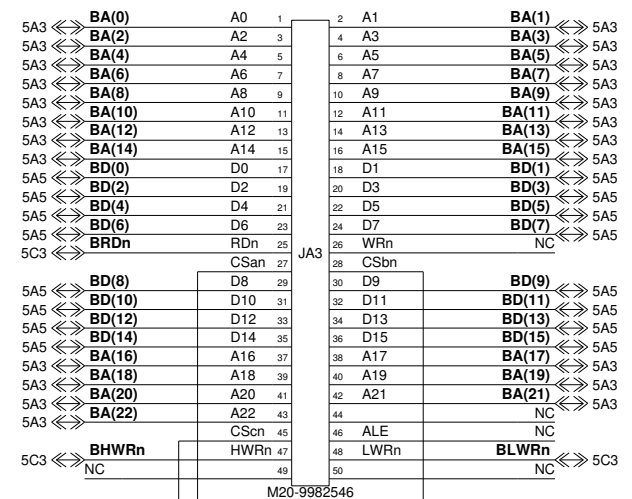 5A3 BA(0) A0 1 2 A1 BA(1) 5A3
5A3 BA(2) A2 3 4 A3 BA(3) 5A3
5A3 BA(4) A4 5 6 A5 BA(5) 5A3
5A3 BA(6) A6 7 8 A7 BA(7) 5A3
5A3 BA(8) A8 9 10 A9 BA(9) 5A3
5A3 BA(10) A10 11 12 A11 BA(11) 5A3
5A3 BA(12) A12 13 14 A13 BA(13) 5A3
5A3 BA(14) A14 15 16 A15 BA(15) 5A3
5A5 BD(0) D0 17 18 D1 BD(1) 5A5
5A5 BD(2) D2 19 20 D3 BD(3) 5A5
5A5 BD(4) D4 21 22 D5 BD(5) 5A5
5A5 BD(6) D6 23 24 D7 BD(7) 5A5
5C3 BRDn RDn 25 26 WRn NC
JA3
CSan 27 28 CSbn
5A5 BD(8) D8 29 30 D9 BD(9) 5A5
5A5 BD(10) D10 31 32 D11 BD(11) 5A5
5A5 BD(12) D12 33 34 D13 BD(13) 5A5
5A5 BD(14) D14 35 36 D15 BD(15) 5A5
5A3 BA(16) A16 37 38 A17 BA(17) 5A3
5A3 BA(18) A18 39 40 A19 BA(19) 5A3
5A3 BA(20) A20 41 42 A21 BA(21) 5A3
5A3 BA(22) A22 43 44 NC
CScn 45 46 ALE NC
5C3 BHWRn HWRn 47 48 LWRn BLWRn 5C3
NC 49 50 NC
M20-9982546